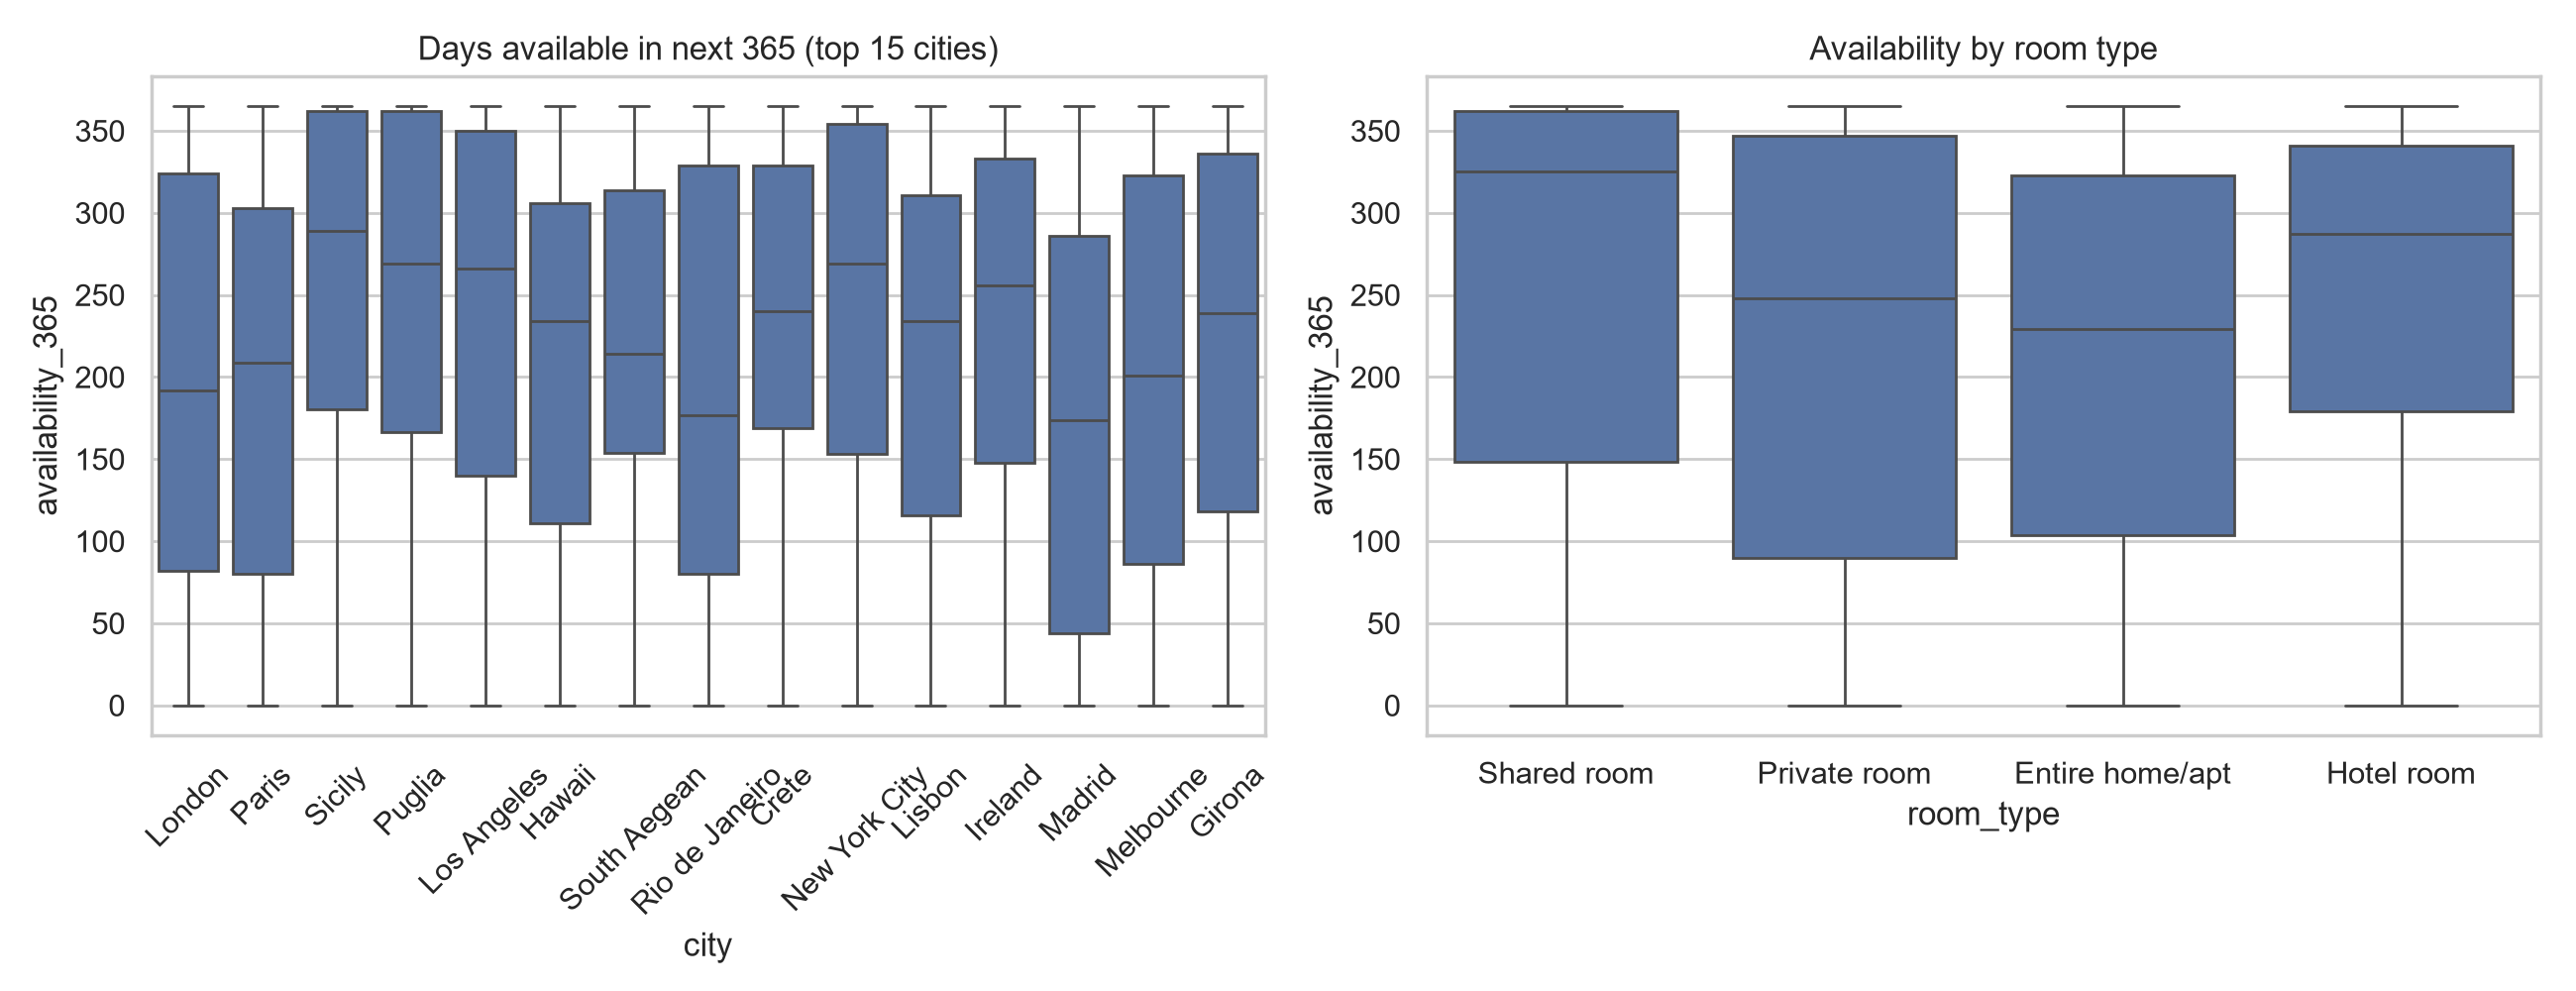 Days available in next 365 (top 15 cities)
availability_365
350
300
250
200
150
100
50
0
London
Paris
Sicily
Puglia
Los Angeles
Hawaii
South Aegean
Rio de Janeiro
Crete
New York City
Lisbon
Ireland
Madrid
Melbourne
Girona
city
Availability by room type
availability_365
350
300
250
200
150
100
50
0
Shared room
Private room
Entire home/apt
Hotel room
room_type